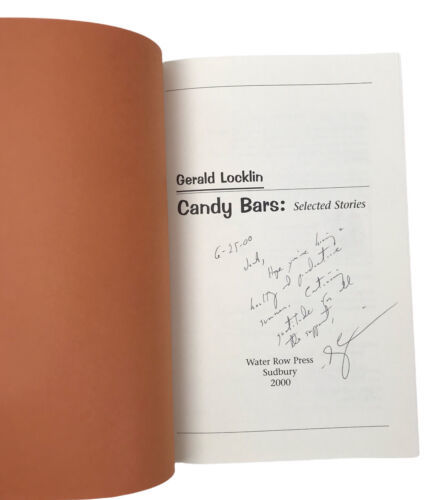 Gerald Locklin
Candy Bars: Selected Stories
6-25-00
Jack,
Hope you're having a
healthy and productive
summer. Continuing
gratitude for all
the support,
Water Row Press
Sudbury
2000